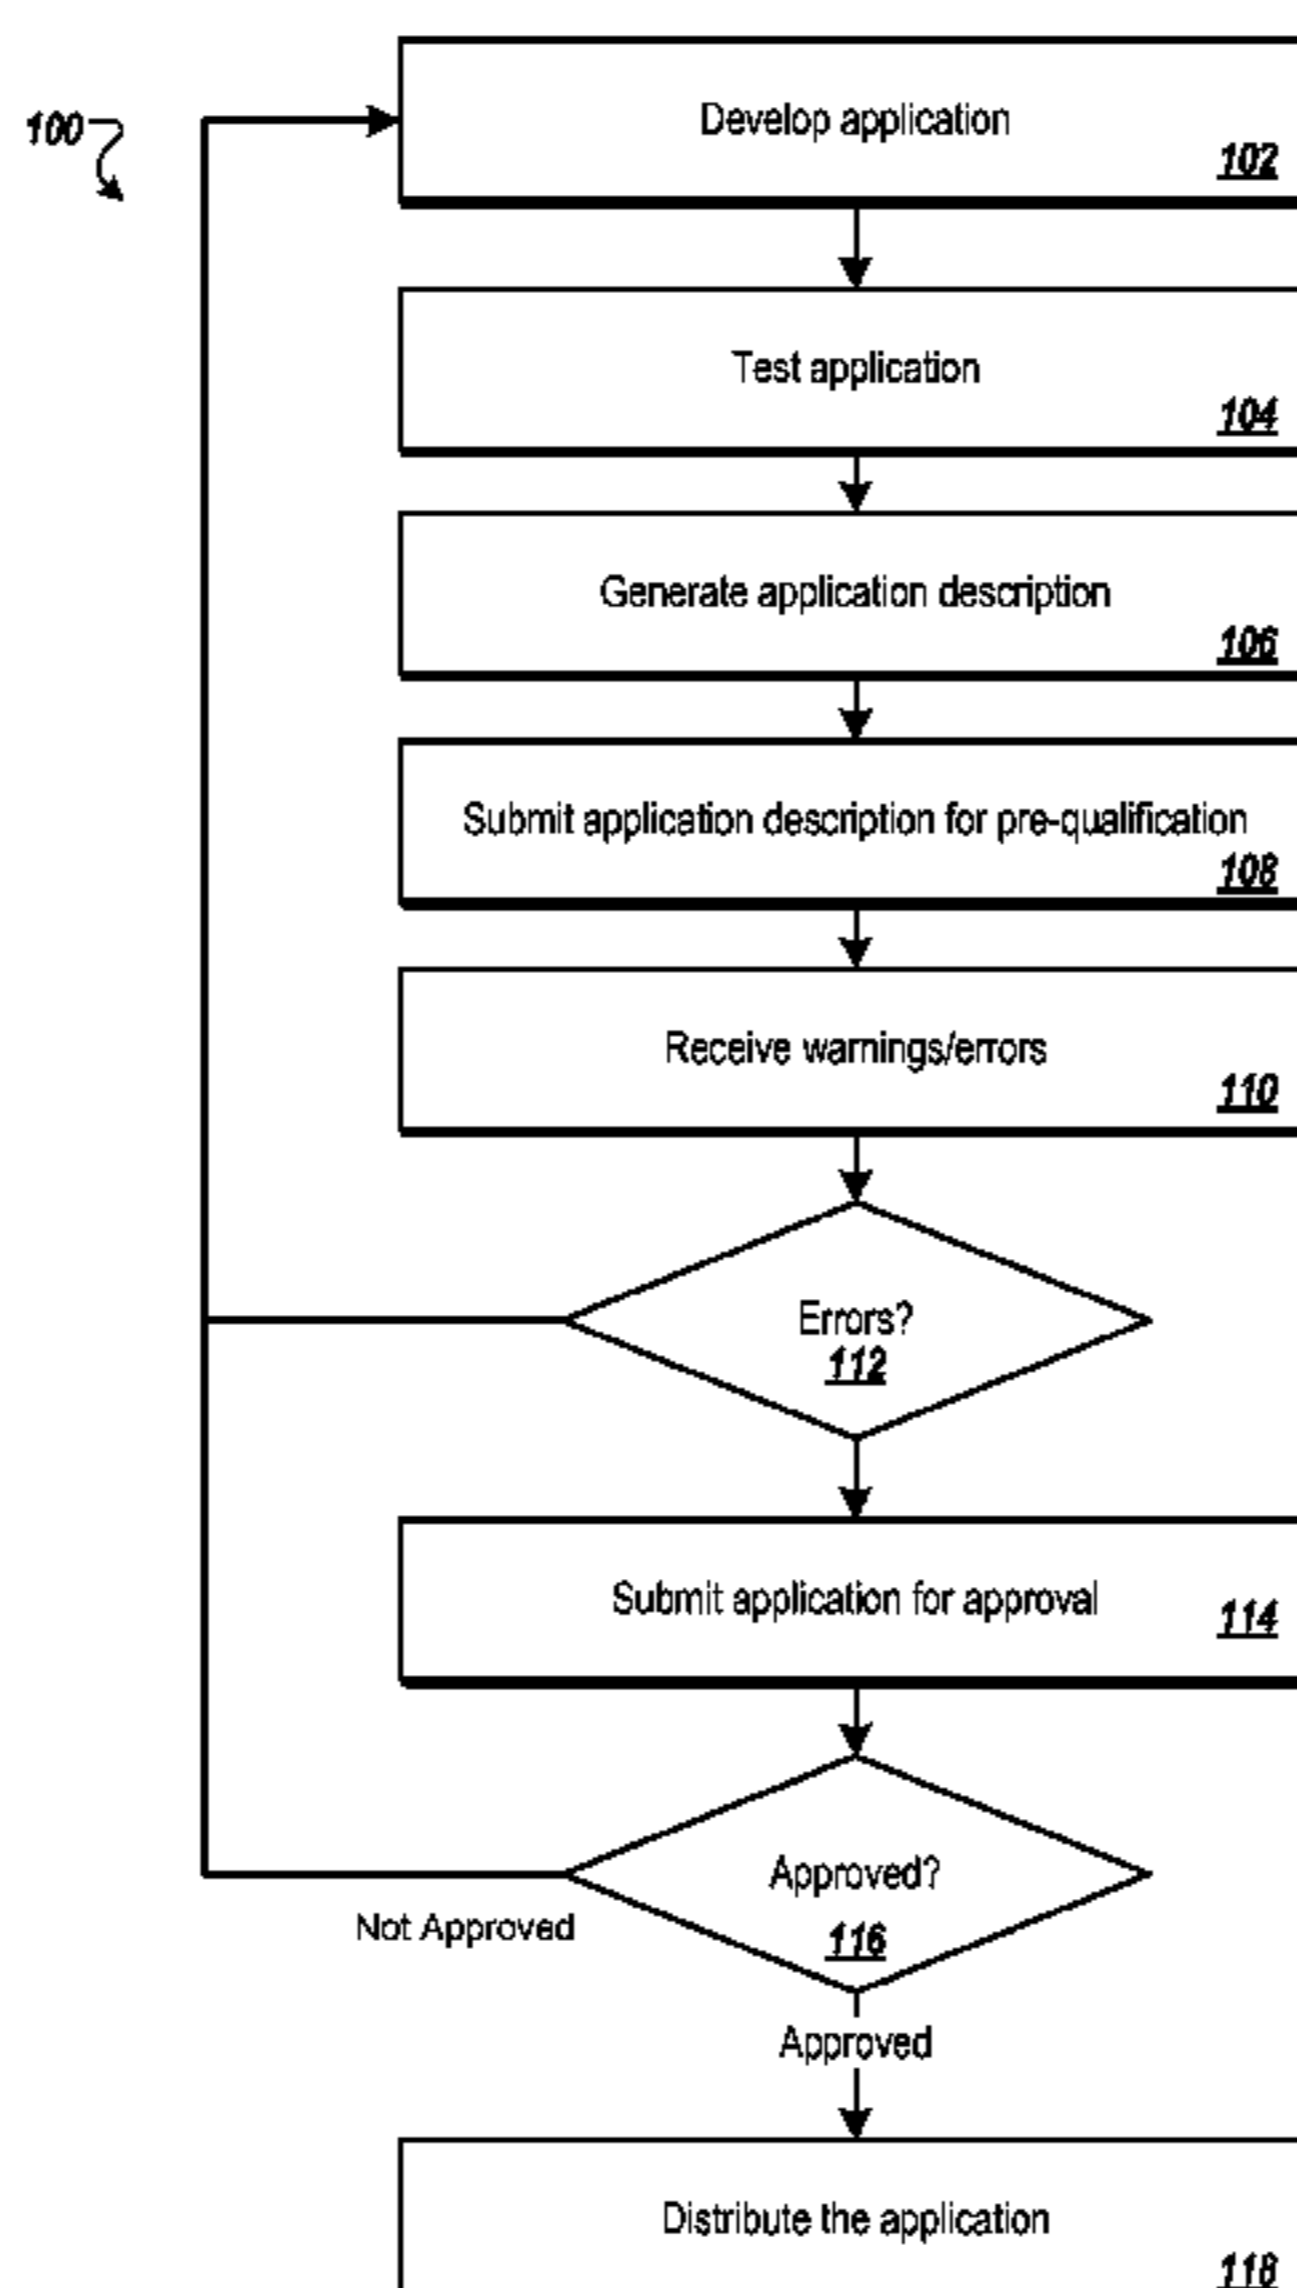 100
Develop application
102
Test application
104
Generate application description
106
Submit application description for pre-qualification
108
Receive warnings/errors
110
Errors?
112
Submit application for approval
114
Approved?
Not Approved
116
Approved
Distribute the application
118